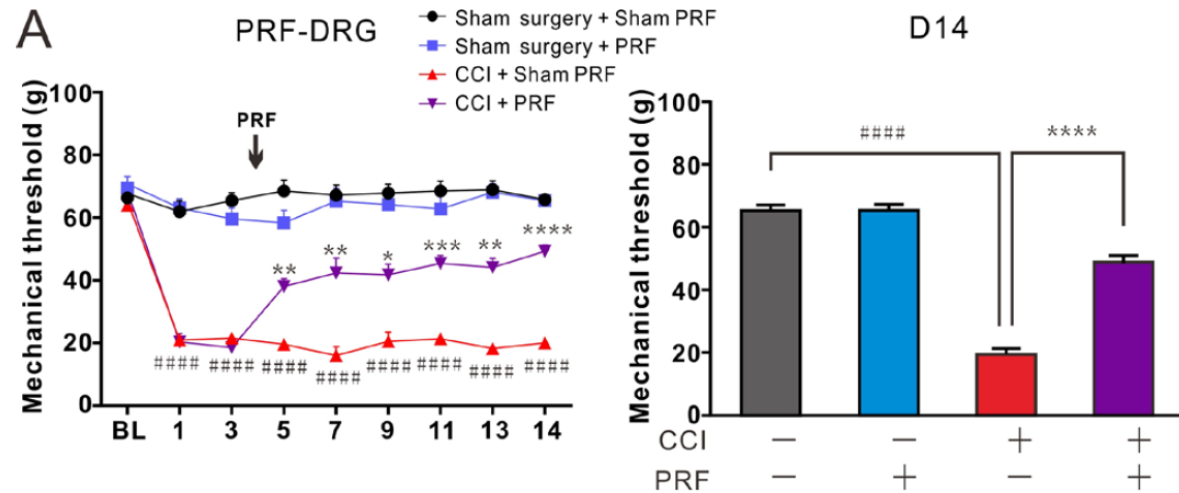 A
PRF-DRG
Sham surgery + Sham PRF
Sham surgery + PRF
CCI + Sham PRF
CCI + PRF
Mechanical threshold (g)
100
80
60
40
20
0
PRF
**
**
*
***
**
****
####
####
####
####
####
####
####
####
BL 1 3 5 7 9 11 13 14
D14
Mechanical threshold (g)
100
80
60
40
20
0
####
****
CCI − − + +
PRF − + − +